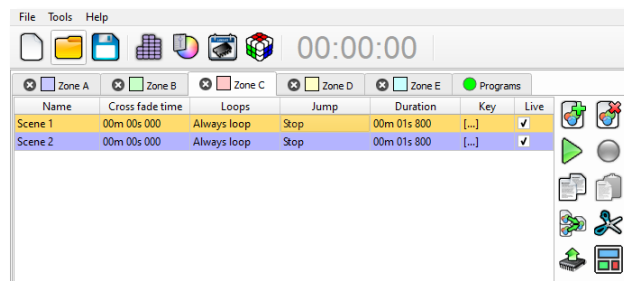 File Tools Help
00:00:00
Zone A Zone B Zone C Zone D Zone E Programs
Name Cross fade time Loops Jump Duration Key Live
Scene 1 00m 00s 000 Always loop Stop 00m 01s 800 [...]
Scene 2 00m 00s 000 Always loop Stop 00m 01s 800 [...]